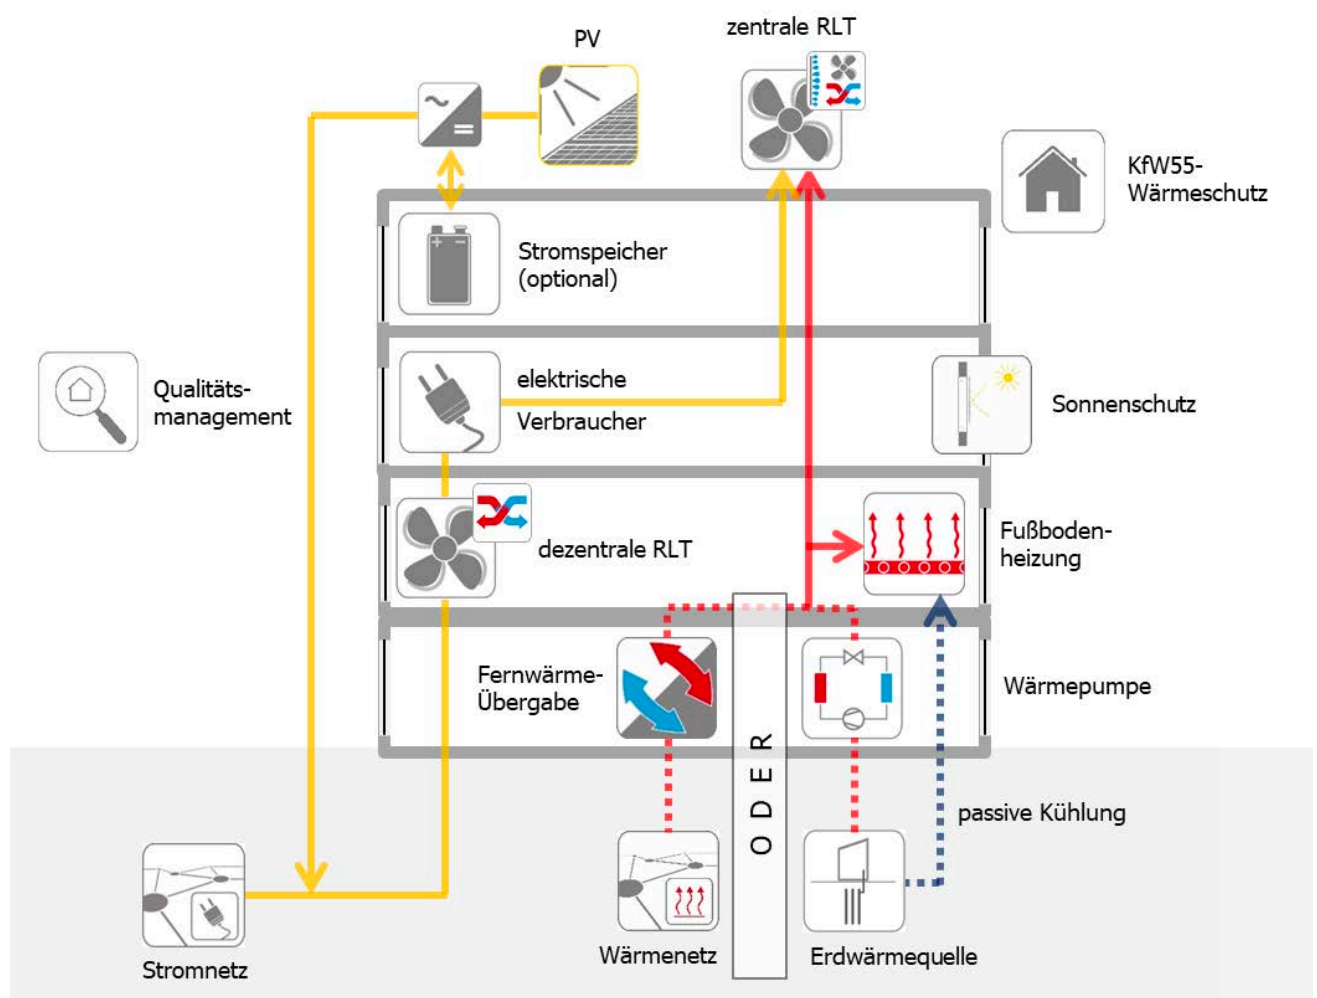 zentrale RLT
PV
KfW55-
Wärmeschutz
Stromspeicher
(optional)
Qualitäts-
management
elektrische
Verbraucher
Sonnenschutz
dezentrale RLT
Fußboden-
heizung
Fernwärme-
Übergabe
ODER
Wärmepumpe
passive Kühlung
Stromnetz
Wärmenetz
Erdwärmequelle